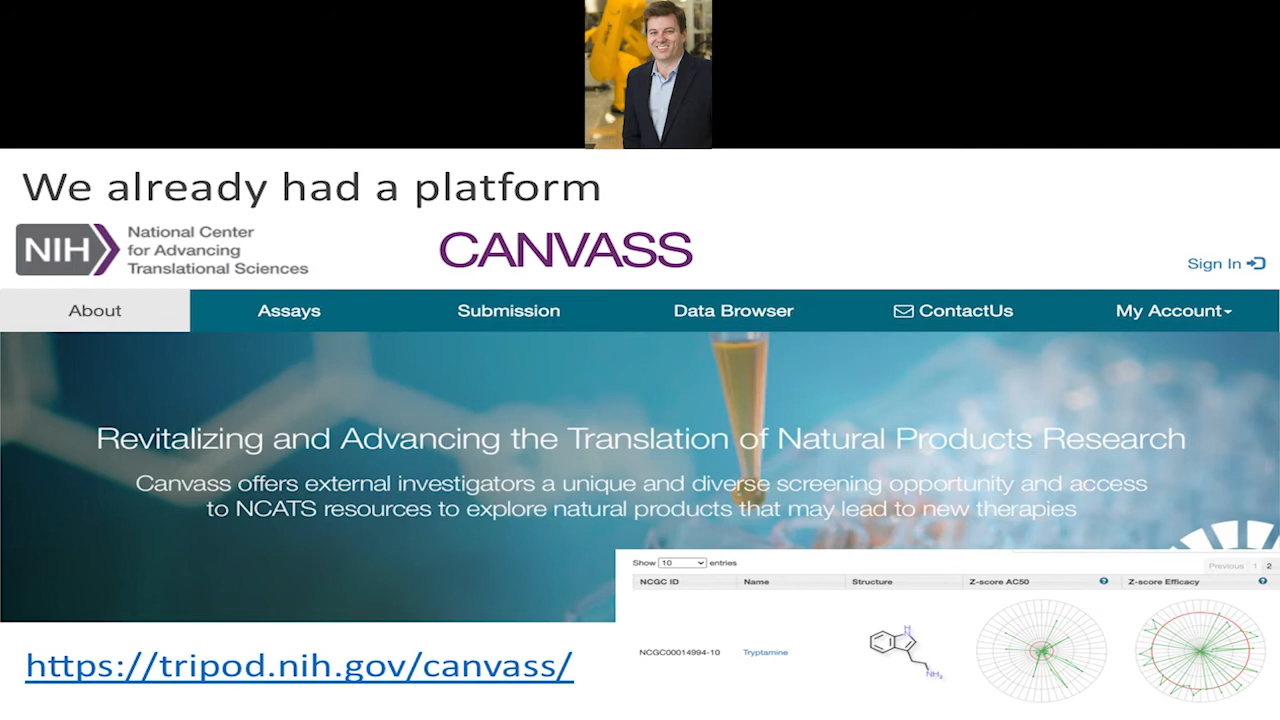 We already had a platform
NIH
National Center
for Advancing
Translational Sciences
CANVASS
Sign In
About
Assays
Submission
Data Browser
ContactUs
My Account
Revitalizing and Advancing the Translation of Natural Products Research
Canvass offers external investigators a unique and diverse screening opportunity and access
to NCATS resources to explore natural products that may lead to new therapies
Show 10 entries
Previous 1 2
NCGC ID
Name
Structure
Z-score AC50
Z-score Efficacy
NCGC00014994-10
Tryptamine
H
N
NH₂
https://tripod.nih.gov/canvass/